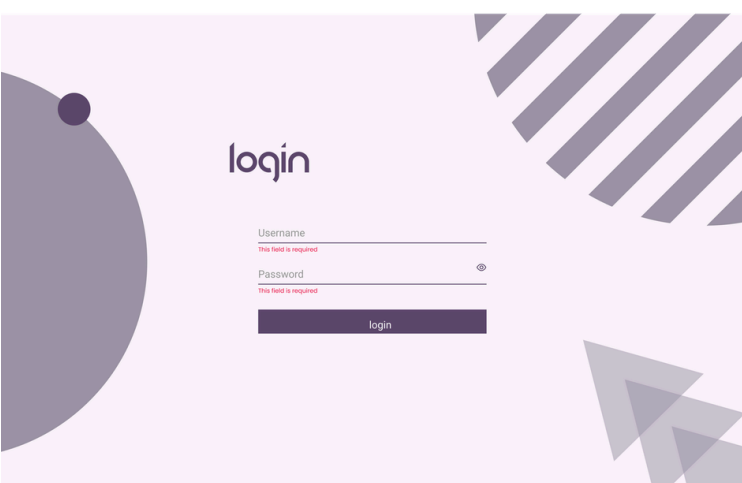 login
Username
This field is required
Password
This field is required
login